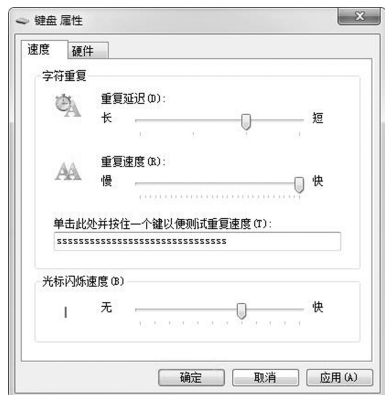 键盘 属性
速度 硬件
字符重复
重复延迟(D):
长 短
重复速度(R):
慢 快
单击此处并按住一个键以便测试重复速度(T):
sssssssssssssssssssssssssssssss
光标闪烁速度(B)
无 快
确定 取消 应用(A)